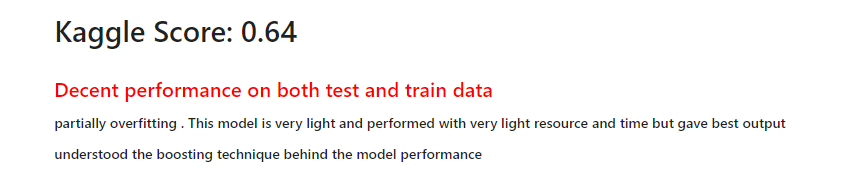 Kaggle Score: 0.64
Decent performance on both test and train data
partially overfitting . This model is very light and performed with very light resource and time but gave best output
understood the boosting technique behind the model performance